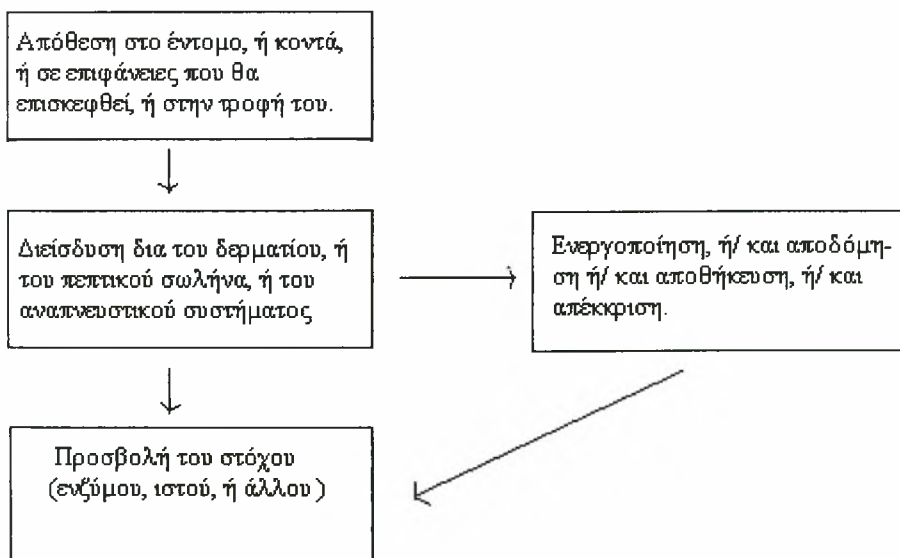 Απόθεση στο έντομο, ή κοντά,
ή σε επιφάνειες που θα
επισκεφθεί, ή στην τροφή του.
Διείσδυση δια του δερματίου, ή
του πεπτικού σωλήνα, ή του
αναπνευστικού συστήματος
Ενεργοποίηση, ή/ και αποδόμη-
ση ή/ και αποθήκευση, ή/ και
απέκκριση.
Προσβολή του στόχου
(ενζύμου, ιστού, ή άλλου )